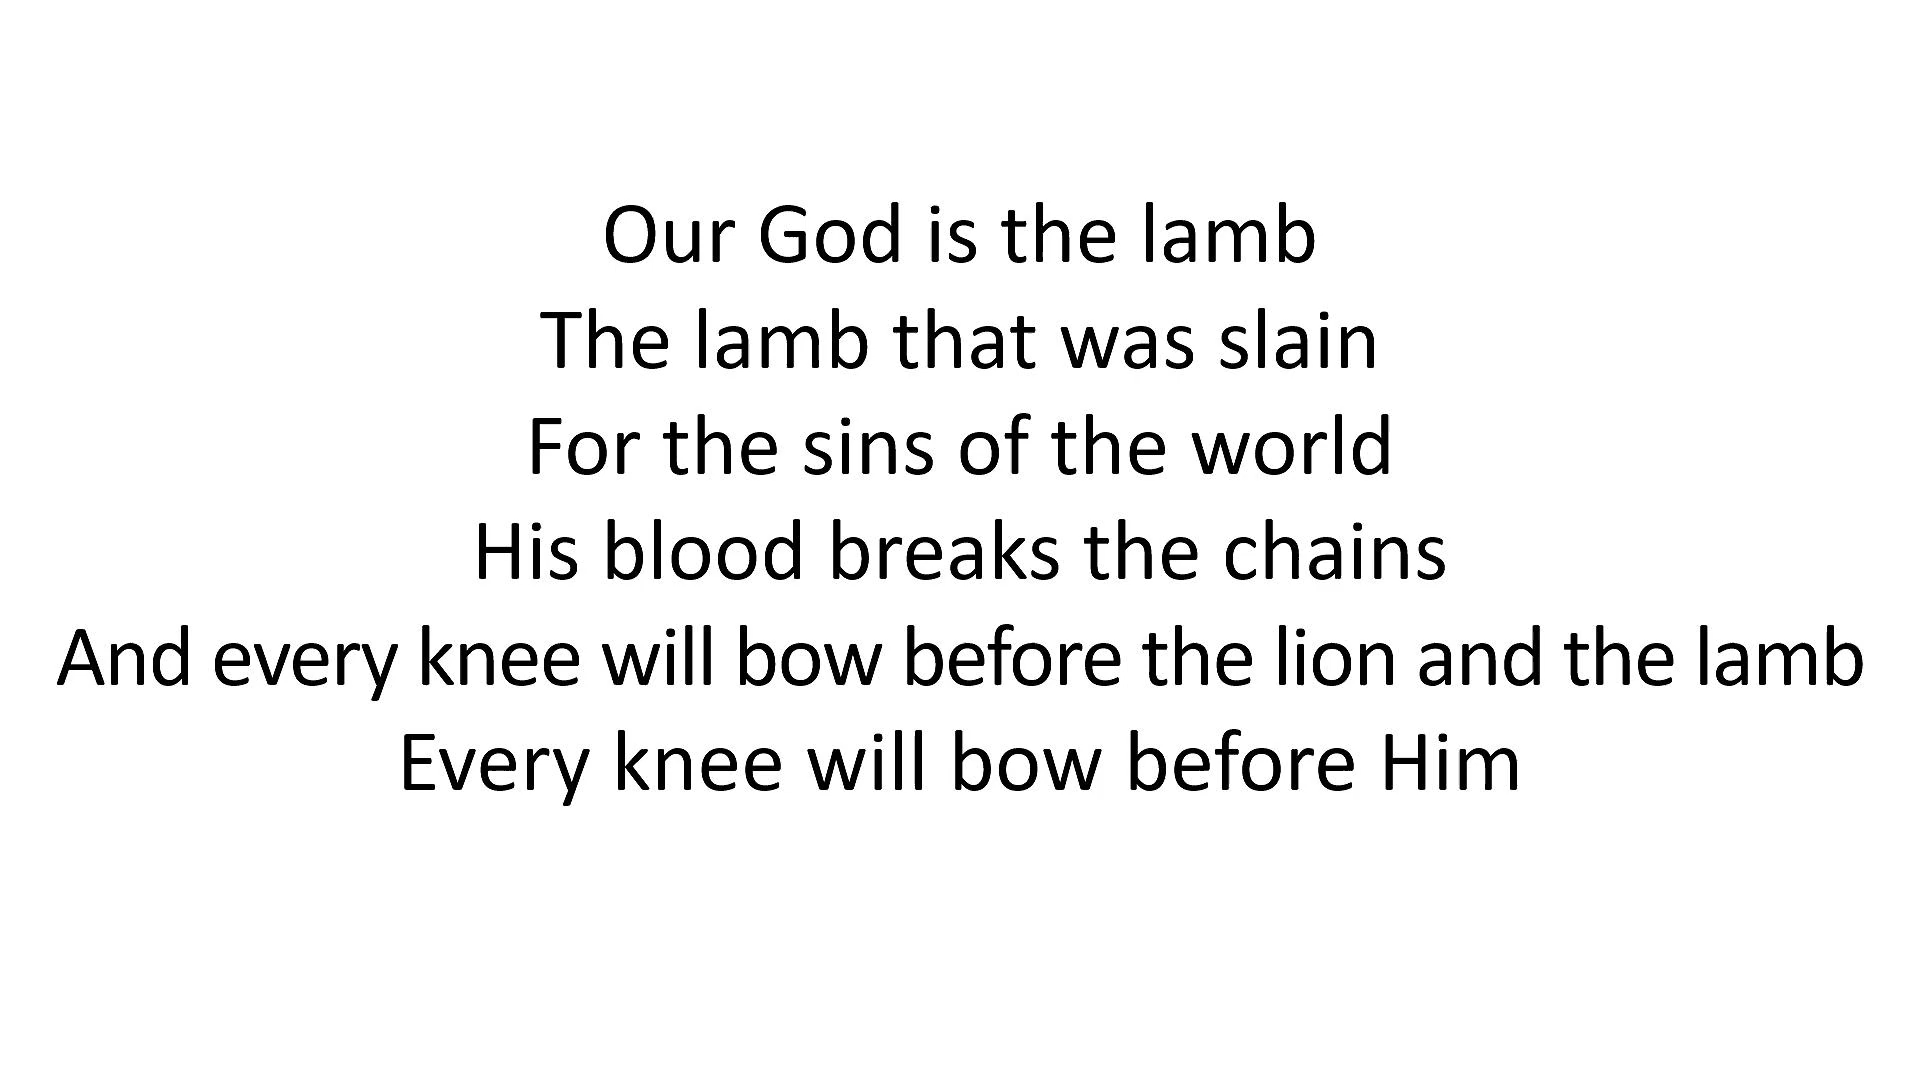 Our God is the lamb
The lamb that was slain
For the sins of the world
His blood breaks the chains
And every knee will bow before the lion and the lamb
Every knee will bow before Him